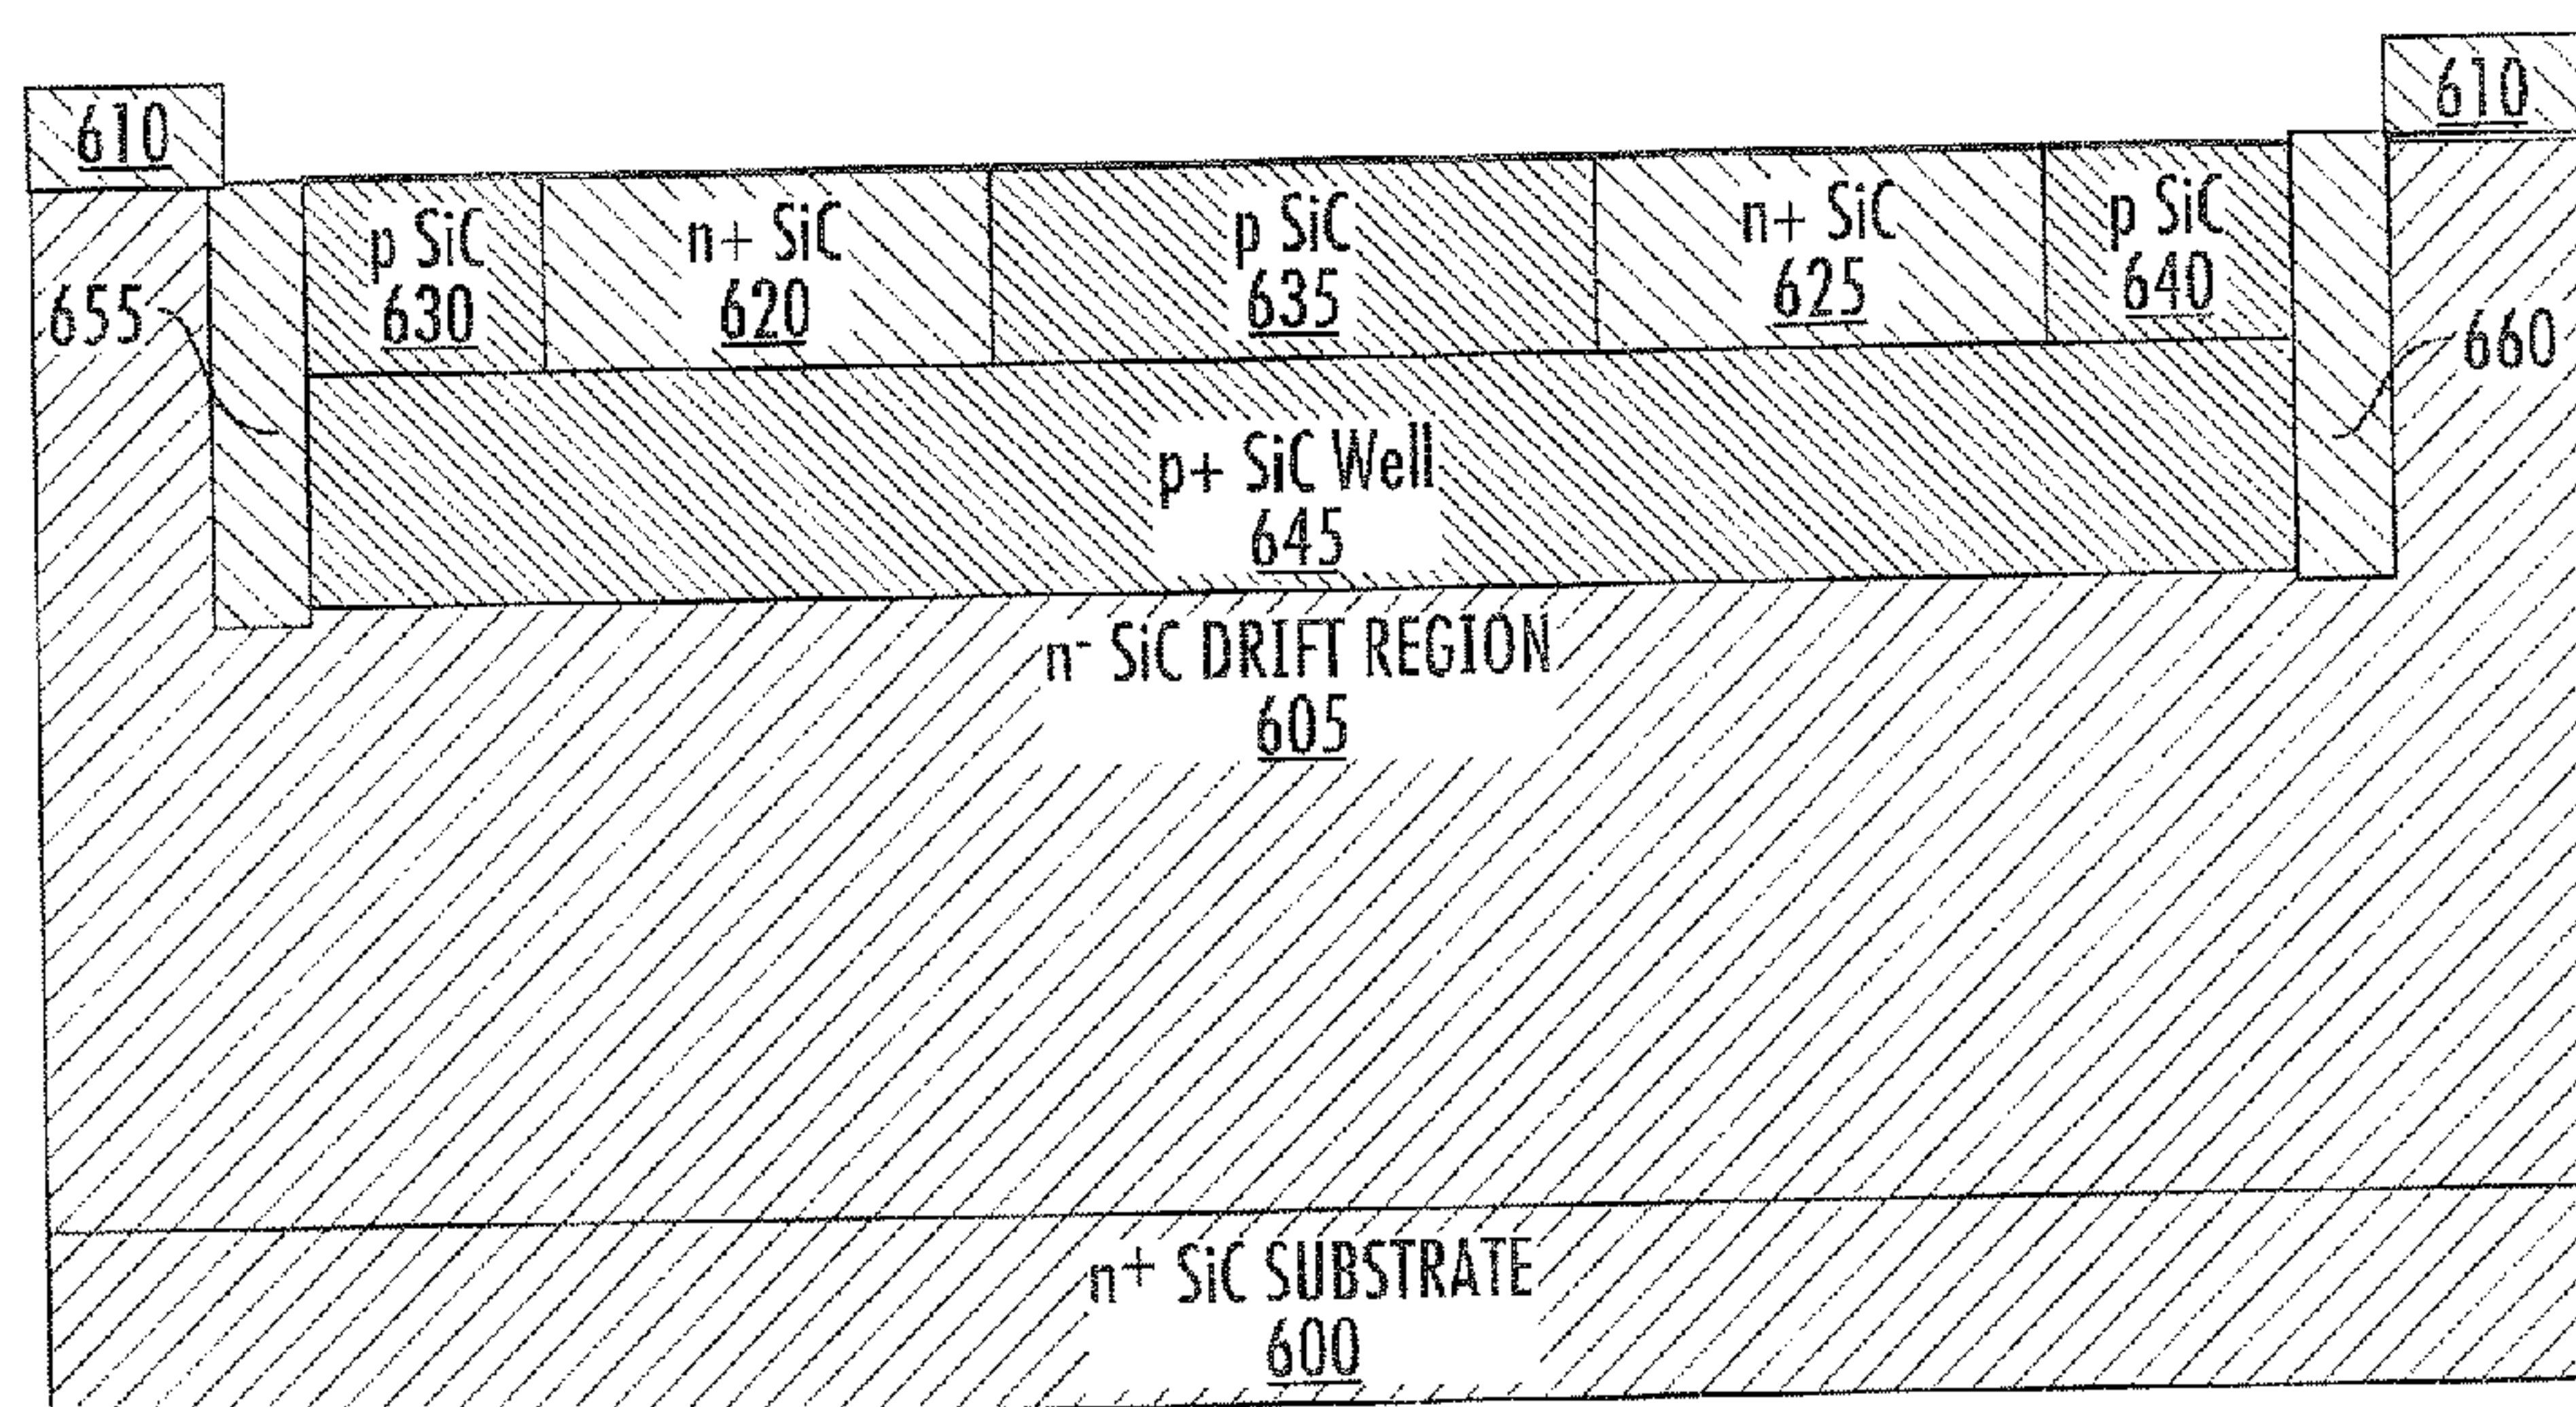 610
610
p SiC
630
n+ SiC
620
p SiC
635
n+ SiC
625
p SiC
640
655
660
p+ SiC Well
645
n- SiC DRIFT REGION
605
n+ SiC SUBSTRATE
600